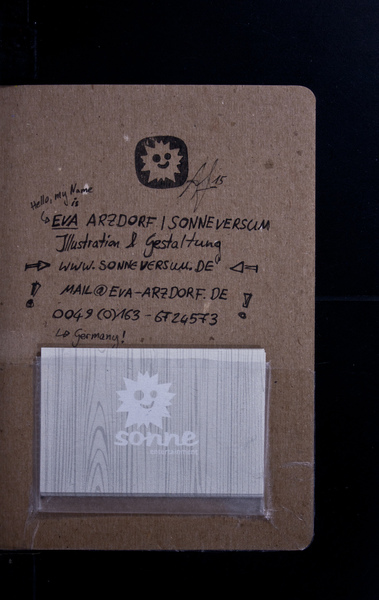 15
Hello, my Name
is
↳ EVA ARZDORF | SONNEVERSUM
Illustration & Gestaltung
WWW.SONNEVERSUM.DE
! MAIL@EVA-ARZDORF.DE !
0049(0)163-6724573
↳ Germany!
sonne